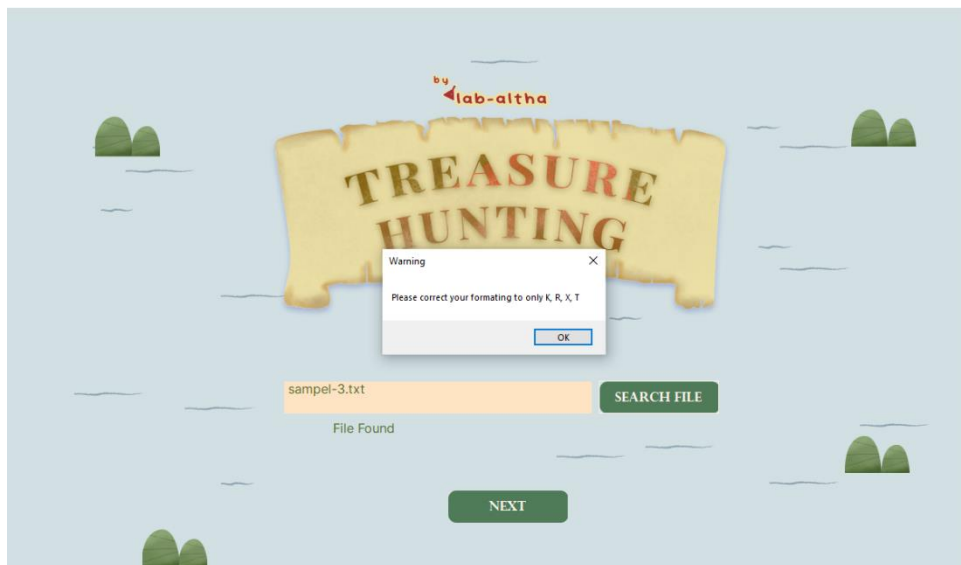 by
lab-altha
TREASURE
HUNTING
Warning
Please correct your formating to only K, R, X, T
OK
sampel-3.txt
SEARCH FILE
File Found
NEXT